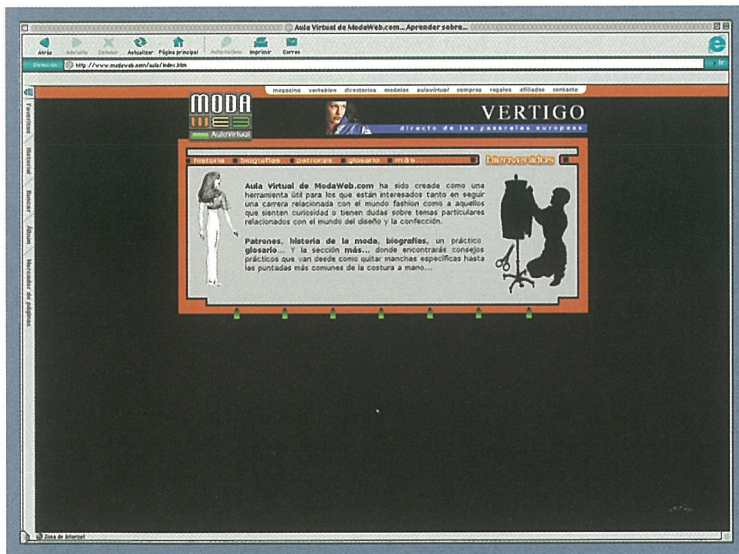 Aula Virtual de ModaWeb.com... Aprender sobre...
Atrás Adelante Detener Actualizar Página principal Autorrelleno Imprimir Correo
Dirección http://www.modaweb.com/aula/index.htm Ir
magazine vertebien directorios modelos aulavirtual compras regalos afiliados contacto
MODA
WEB
AulaVirtual
VERTIGO
directo de las pasarelas europeas
historia biografías patrones glosario más... bienvenidos
Aula Virtual de ModaWeb.com ha sido creada como una
herramienta útil para los que están interesados tanto en seguir
una carrera relacionada con el mundo fashion como a aquellos
que sienten curiosidad o tienen dudas sobre temas particulares
relacionados con el mundo del diseño y la confección.
Patrones, historia de la moda, biografías, un práctico
glosario... Y la sección más... donde encontrarás consejos
prácticos que van desde como quitar manchas específicas hasta
las puntadas más comunes de la costura a mano...
Favoritos
Historial
Buscar
Álbum
Marcador de páginas
Zona de Internet